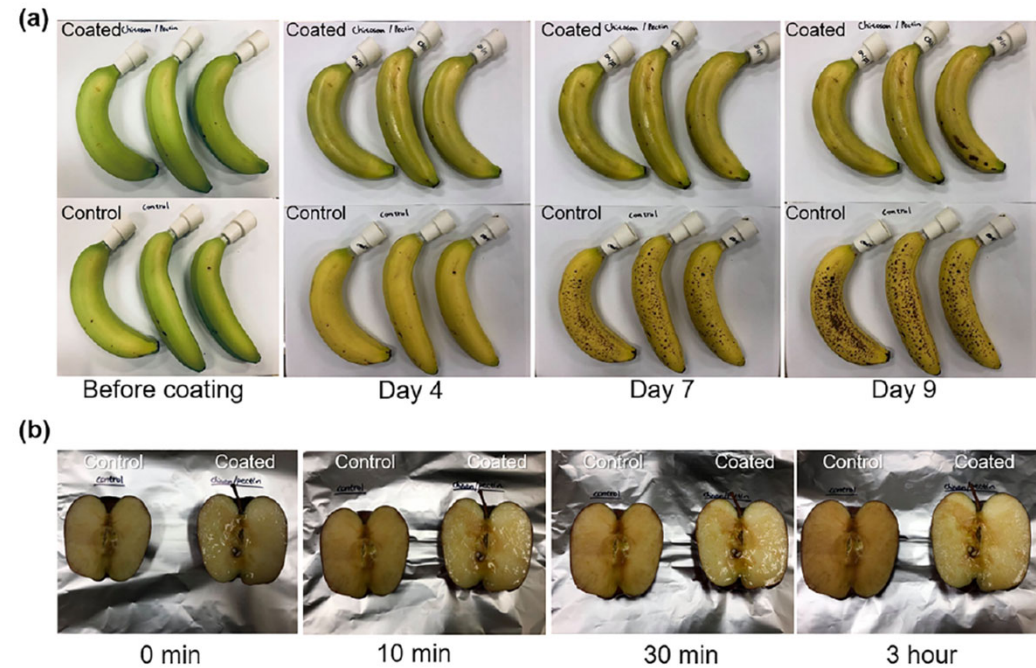 (a)
Coated Chitosan / Pectin
Coated Chitosan / Pectin
Coated Chitosan / Pectin
Coated Chitosan / Pectin
Control control
Control control
Control control
Control control
Before coating
Day 4
Day 7
Day 9
(b)
Control Coated
control
Control Coated
control
Control Coated
control
Control Coated
control
0 min
10 min
30 min
3 hour